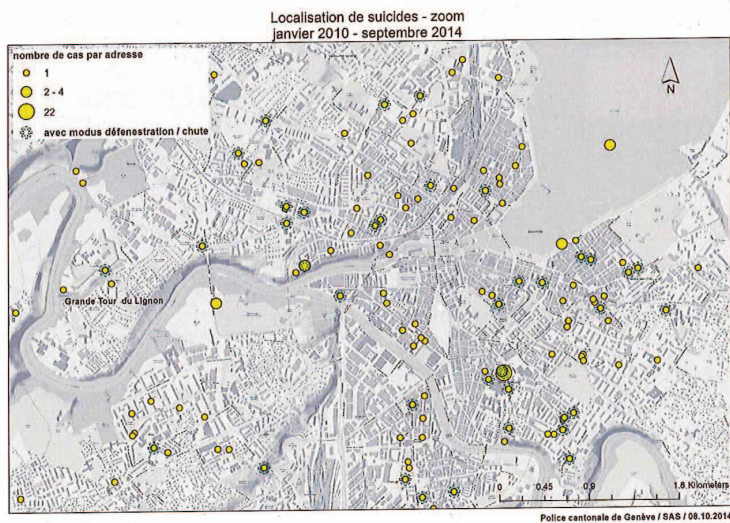 Localisation de suicides - zoom
janvier 2010 - septembre 2014
nombre de cas par adresse
1
2 - 4
22
avec modus défenestration / chute
N
Grande Tour du Lignon
0 0.45 0.9 1.8 Kilometers
Police cantonale de Genève / SAS / 08.10.2014